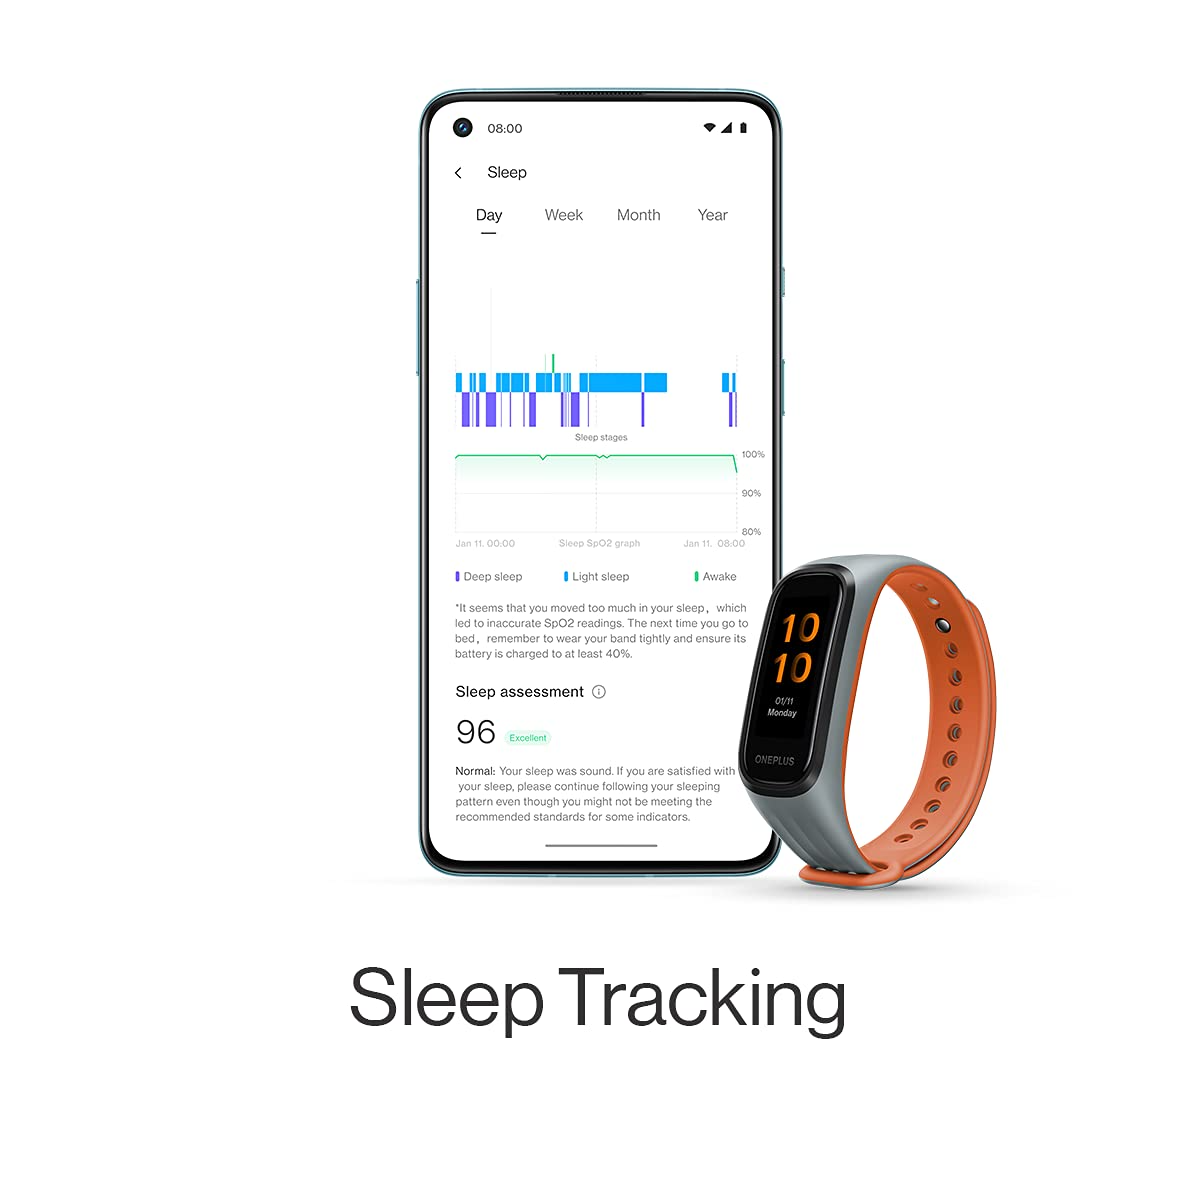 08:00
Sleep
Day Week Month Year
Sleep stages
100%
90%
80%
Jan 11. 00:00 Sleep SpO2 graph Jan 11. 08:00
Deep sleep Light sleep Awake
*It seems that you moved too much in your sleep, which
led to inaccurate SpO2 readings. The next time you go to
bed, remember to wear your band tightly and ensure its
battery is charged to at least 40%.
Sleep assessment
96 Excellent
Normal: Your sleep was sound. If you are satisfied with
your sleep, please continue following your sleeping
pattern even though you might not be meeting the
recommended standards for some indicators.
10
10
01/11
Monday
ONEPLUS
Sleep Tracking